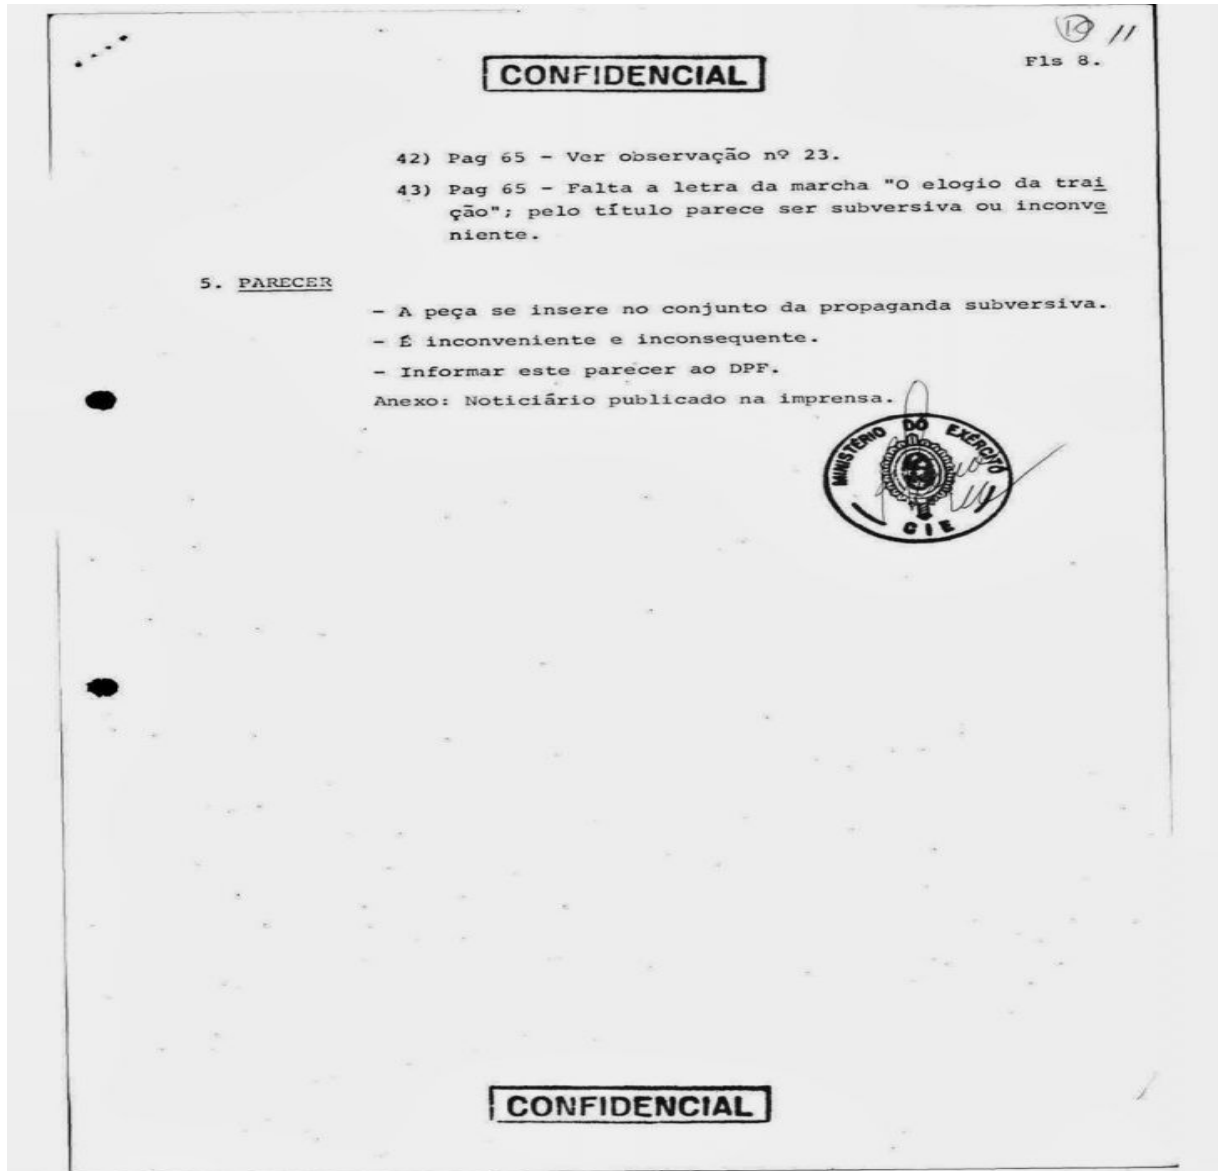 10 11
Fls 8.
CONFIDENCIAL
42) Pag 65 - Ver observação nº 23.
43) Pag 65 - Falta a letra da marcha "O elogio da trai
ção"; pelo título parece ser subversiva ou inconve
niente.
5. PARECER
- A peça se insere no conjunto da propaganda subversiva.
- É inconveniente e inconsequente.
- Informar este parecer ao DPF.
Anexo: Noticiário publicado na imprensa.
MINISTÉRIO DO EXÉRCITO
CIE
CONFIDENCIAL